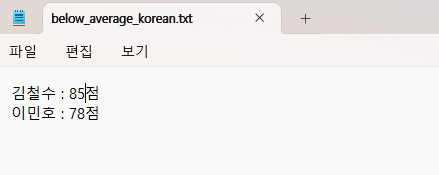 below_average_korean.txt
파일 편집 보기
김철수 : 85점
이민호 : 78점